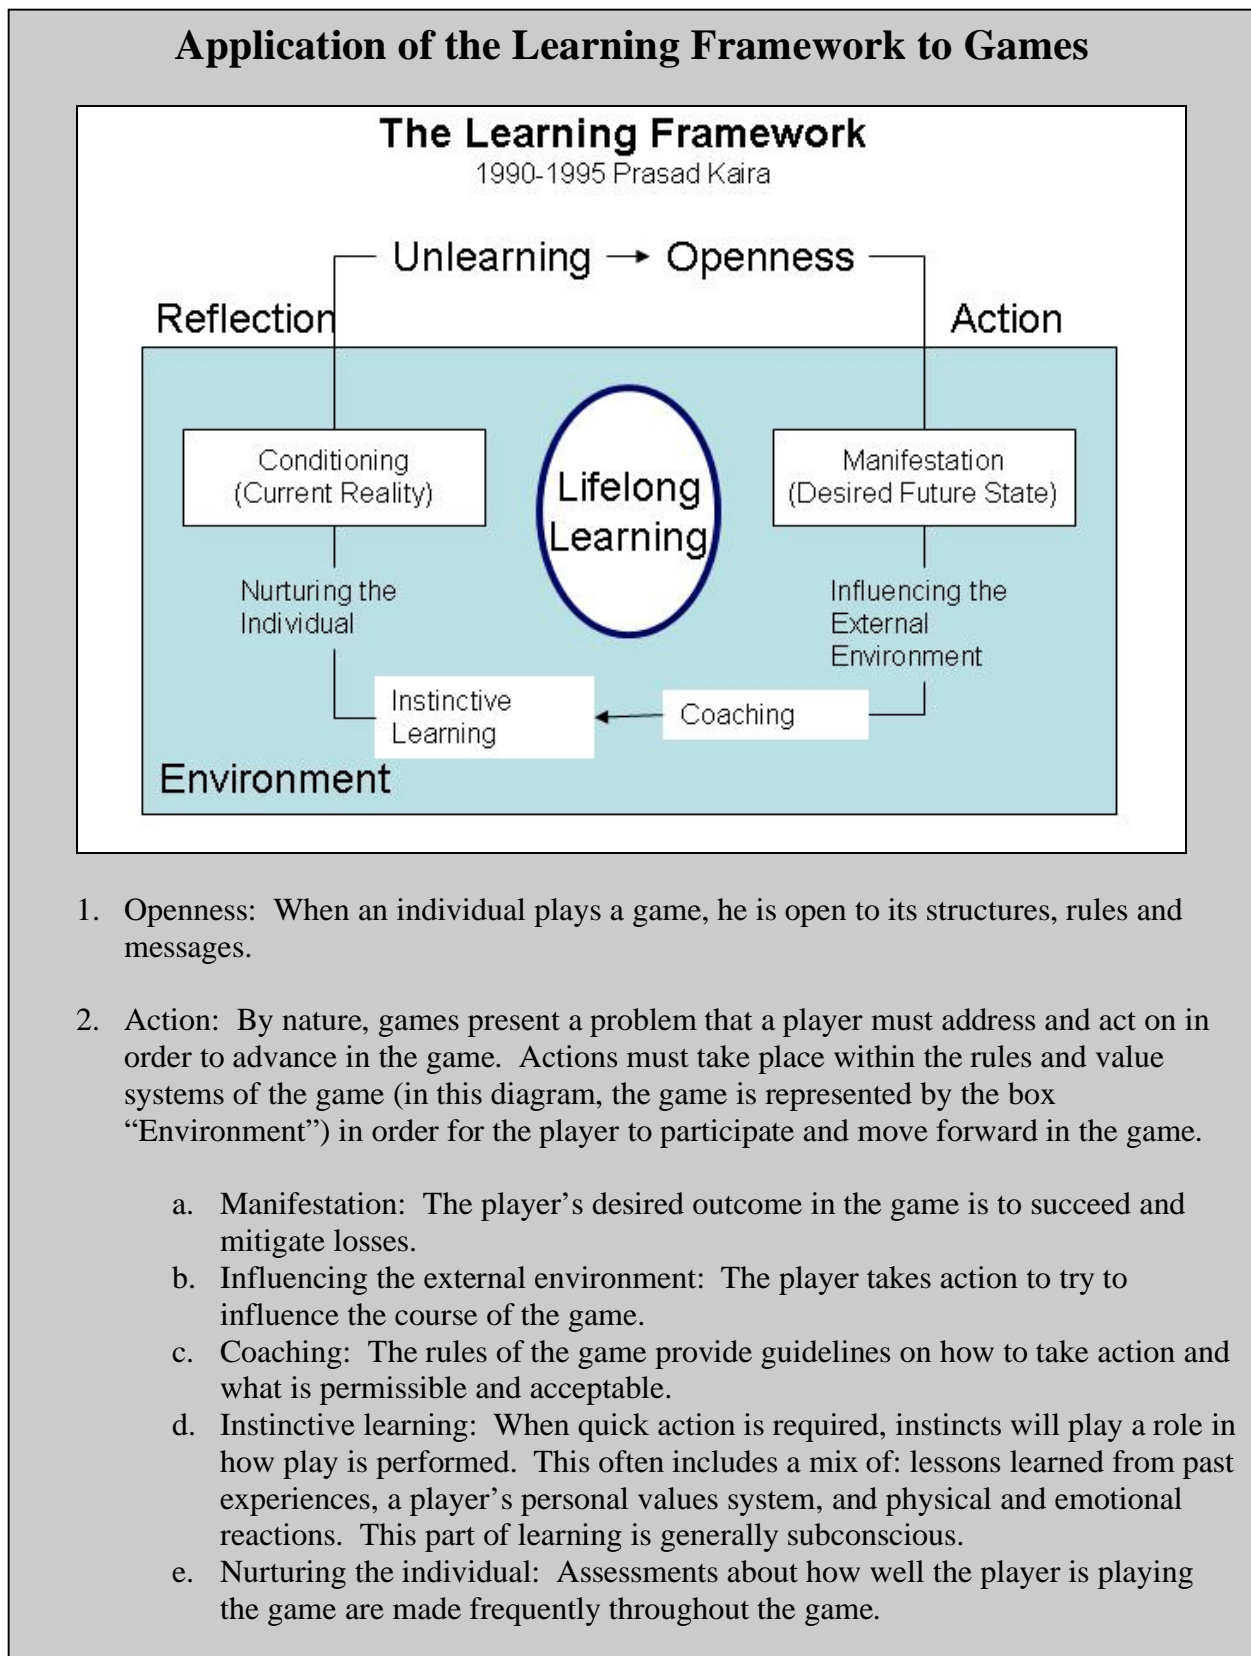 Application of the Learning Framework to Games
The Learning Framework
1990-1995 Prasad Kaira
Unlearning
Openness
Reflection
Action
Conditioning
(Current Reality)
Lifelong
Learning
Manifestation
(Desired Future State)
Nurturing the
Individual
Influencing the
External
Environment
Instinctive
Learning
Coaching
Environment
1. Openness: When an individual plays a game, he is open to its structures, rules and
messages.
2. Action: By nature, games present a problem that a player must address and act on in
order to advance in the game. Actions must take place within the rules and value
systems of the game (in this diagram, the game is represented by the box
“Environment”) in order for the player to participate and move forward in the game.
a. Manifestation: The player’s desired outcome in the game is to succeed and
mitigate losses.
b. Influencing the external environment: The player takes action to try to
influence the course of the game.
c. Coaching: The rules of the game provide guidelines on how to take action and
what is permissible and acceptable.
d. Instinctive learning: When quick action is required, instincts will play a role in
how play is performed. This often includes a mix of: lessons learned from past
experiences, a player’s personal values system, and physical and emotional
reactions. This part of learning is generally subconscious.
e. Nurturing the individual: Assessments about how well the player is playing
the game are made frequently throughout the game.